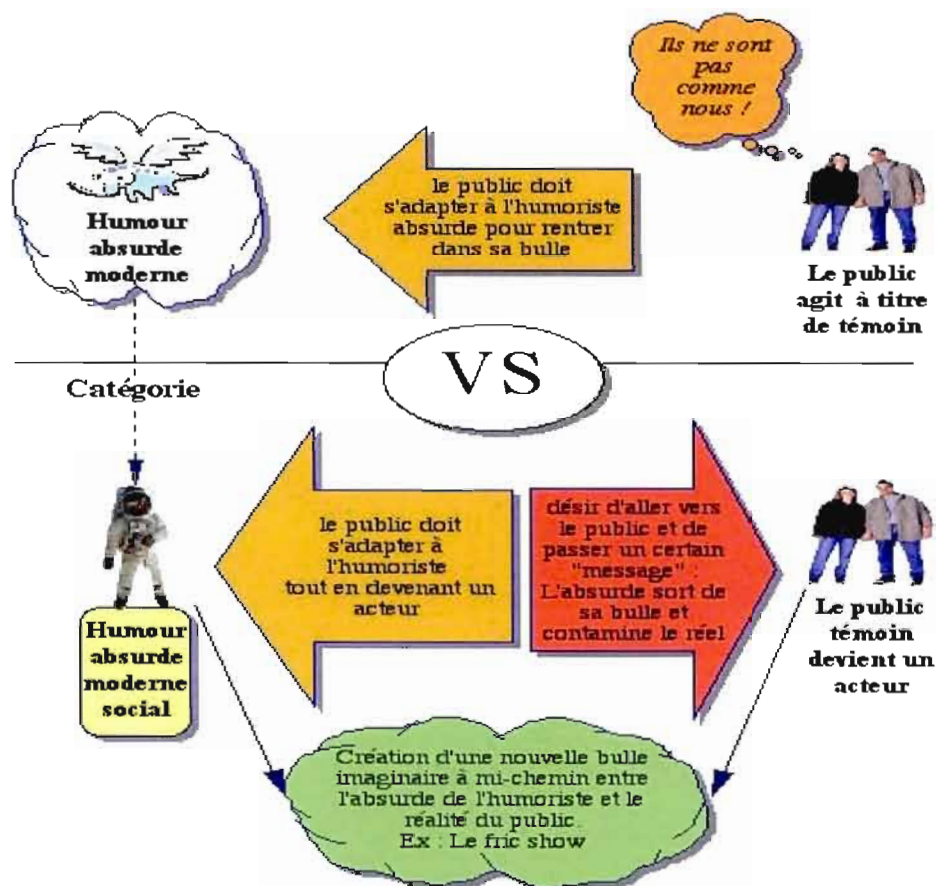 Ils ne sont
pas
comme
nous !
Humour
absurde
moderne
le public doit
s'adapter à l'humoriste
absurde pour rentrer
dans sa bulle
Le public
agit à titre
de témoin
VS
Catégorie
Humour
absurde
moderne
social
le public doit
s'adapter à
l'humoriste
tout en devenant un
acteur
désir d'aller vers
le public et de
passer un certain
"message" :
L'absurde sort de
sa bulle et
contamine le réel
Le public
témoin
devient un
acteur
Création d'une nouvelle bulle
imaginaire à mi-chemin entre
l'absurde de l'humoriste et le
réalité du public.
Ex : Le fric show